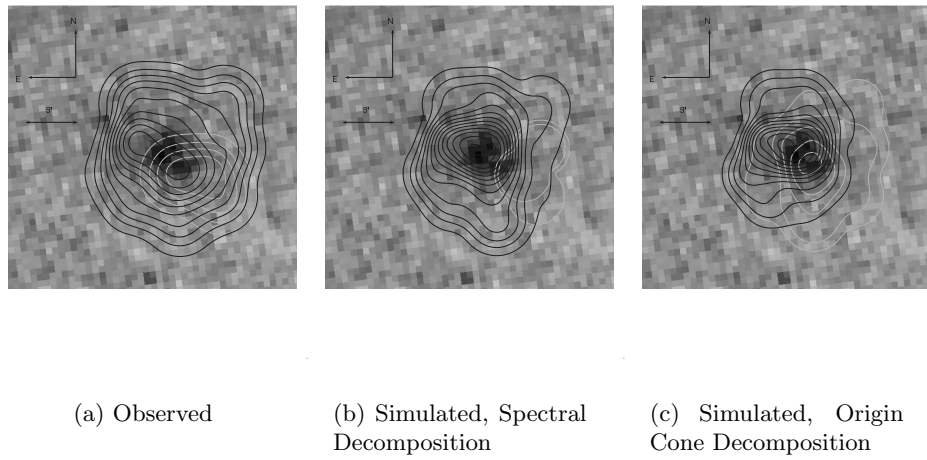 N
E
5"
N
E
5"
N
E
5"
(a) Observed
(b) Simulated, Spectral
Decomposition
(c) Simulated, Origin
Cone Decomposition